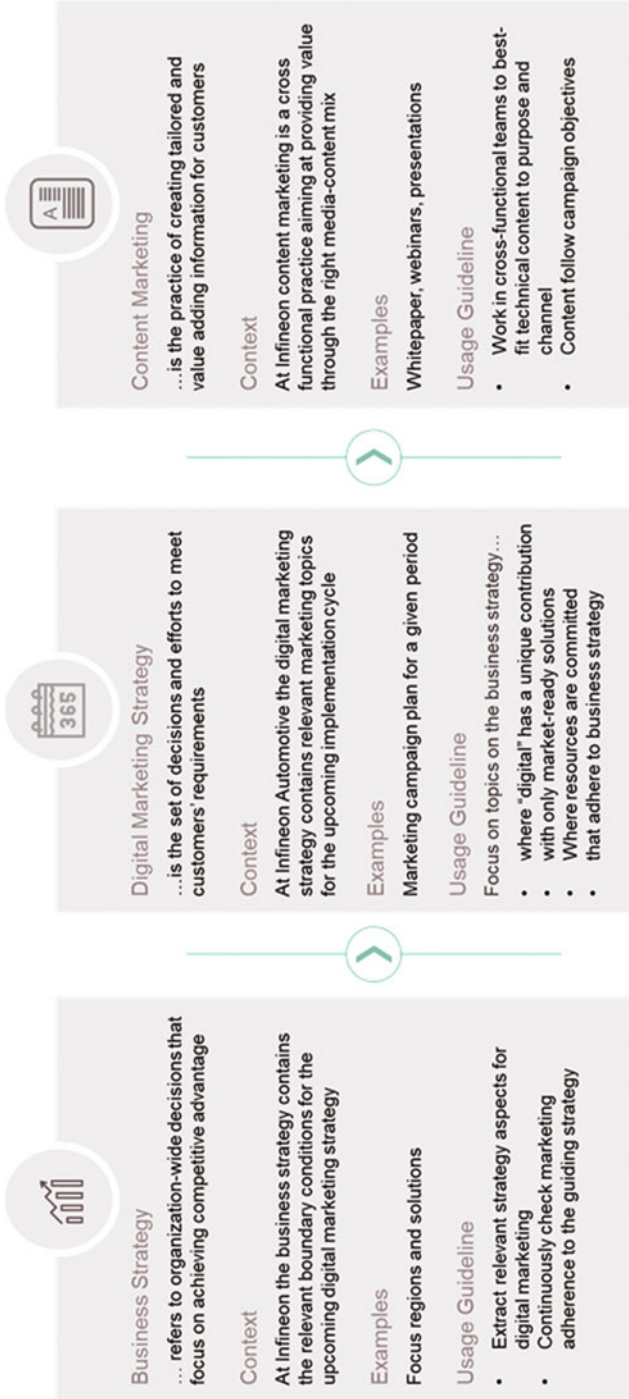 Business Strategy
… refers to organization-wide decisions that
focus on achieving competitive advantage
Context
At Infineon the business strategy contains
the relevant boundary conditions for the
upcoming digital marketing strategy
Examples
Focus regions and solutions
Usage Guideline
• Extract relevant strategy aspects for
digital marketing
• Continuously check marketing
adherence to the guiding strategy
365
Digital Marketing Strategy
…is the set of decisions and efforts to meet
customers' requirements
Context
At Infineon Automotive the digital marketing
strategy contains relevant marketing topics
for the upcoming implementation cycle
Examples
Marketing campaign plan for a given period
Usage Guideline
Focus on topics on the business strategy…
• where “digital” has a unique contribution
• with only market-ready solutions
• Where resources are committed
• that adhere to business strategy
A
Content Marketing
…is the practice of creating tailored and
value adding information for customers
Context
At Infineon content marketing is a cross
functional practice aiming at providing value
through the right media-content mix
Examples
Whitepaper, webinars, presentations
Usage Guideline
• Work in cross-functional teams to best-
fit technical content to purpose and
channel
• Content follow campaign objectives